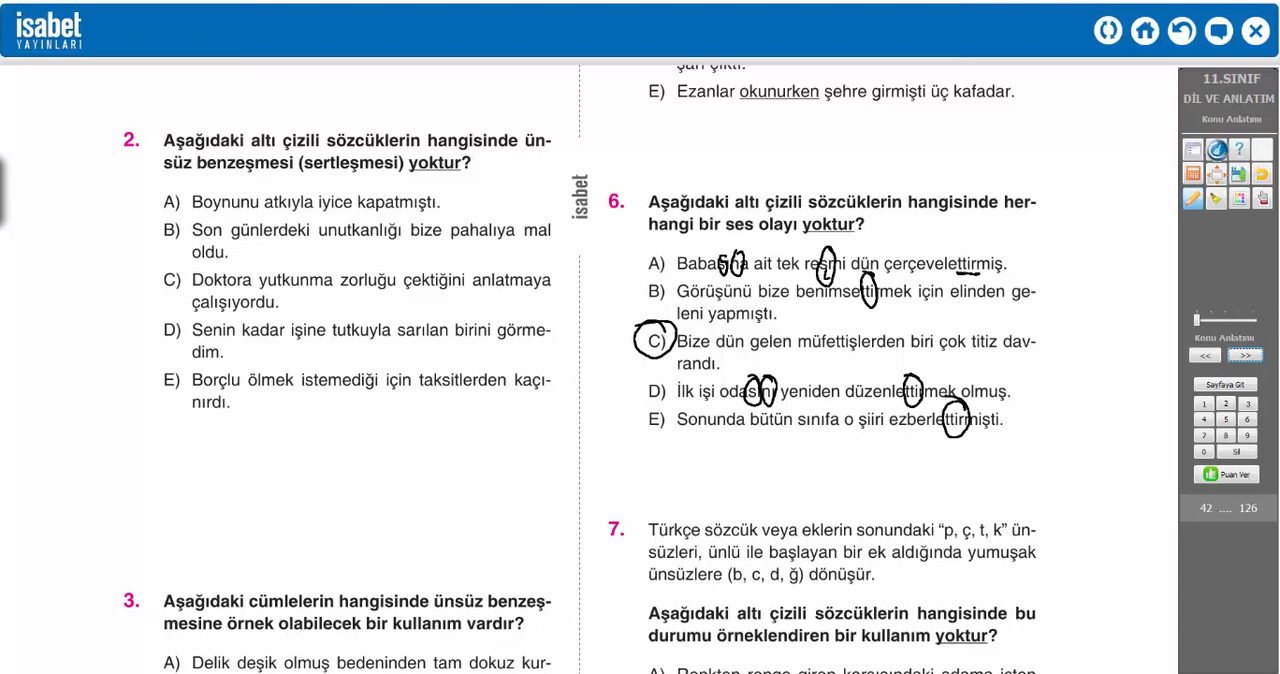 isabet
YAYINLARI
2. Aşağıdaki altı çizili sözcüklerin hangisinde ün-
süz benzeşmesi (sertleşmesi) yoktur?
A) Boynunu atkıyla iyice kapatmıştı.
B) Son günlerdeki unutkanlığı bize pahalıya mal
oldu.
C) Doktora yutkunma zorluğu çektiğini anlatmaya
çalışıyordu.
D) Senin kadar işine tutkuyla sarılan birini görme-
dim.
E) Borçlu ölmek istemediği için taksitlerden kaçı-
nırdı.
3. Aşağıdaki cümlelerin hangisinde ünsüz benzeş-
mesine örnek olabilecek bir kullanım vardır?
A) Delik deşik olmuş bedeninden tam dokuz kur-
isabet
şarı çıktı.
E) Ezanlar okunurken şehre girmişti üç kafadar.
6. Aşağıdaki altı çizili sözcüklerin hangisinde her-
hangi bir ses olayı yoktur?
A) Babasına ait tek resmi dün çerçevelettirmiş.
B) Görüşünü bize benimsettirmek için elinden ge-
leni yapmıştı.
C) Bize dün gelen müfettişlerden biri çok titiz dav-
randı.
D) İlk işi odasını yeniden düzenlettirmek olmuş.
E) Sonunda bütün sınıfa o şiiri ezberlettirmişti.
7. Türkçe sözcük veya eklerin sonundaki “p, ç, t, k” ün-
süzleri, ünlü ile başlayan bir ek aldığında yumuşak
ünsüzlere (b, c, d, ğ) dönüşür.
Aşağıdaki altı çizili sözcüklerin hangisinde bu
durumu örneklendiren bir kullanım yoktur?
A) Renkten renge giren karşısındaki adama isten
11.SINIF
DİL VE ANLATIM
Konu Anlatımı
Konu Anlatımı
<< >>
Sayfaya Git
1 2 3
4 5 6
7 8 9
0 Sil
Puan Ver
42 .... 126